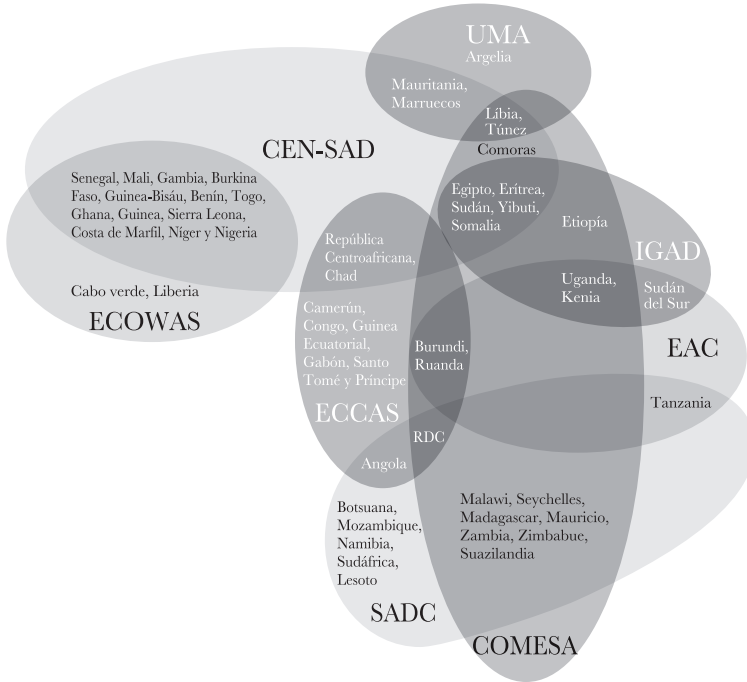 UMA
Argelia
Mauritania,
Marruecos
Líbia,
Túnez
Comoras
CEN-SAD
Senegal, Mali, Gambia, Burkina
Faso, Guinea-Bisáu, Benín, Togo,
Ghana, Guinea, Sierra Leona,
Costa de Marfil, Níger y Nigeria
Cabo verde, Liberia
ECOWAS
Egipto, Erítrea,
Sudán, Yibuti,
Somalia
Etiopía
IGAD
Uganda,
Kenia
Sudán
del Sur
EAC
Tanzania
República
Centroafricana,
Chad
Camerún,
Congo, Guinea
Ecuatorial,
Gabón, Santo
Tomé y Príncipe
ECCAS
Burundi,
Ruanda
RDC
Angola
Botsuana,
Mozambique,
Namibia,
Sudáfrica,
Lesoto
SADC
Malawi, Seychelles,
Madagascar, Mauricio,
Zambia, Zimbabue,
Suazilandia
COMESA